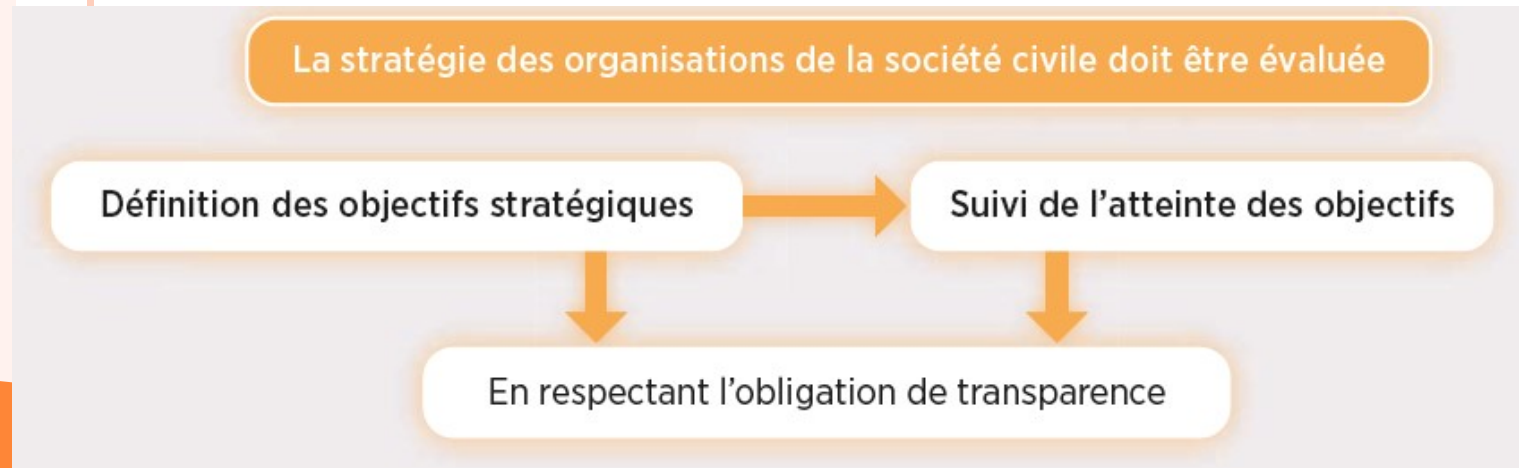 La stratégie des organisations de la société civile doit être évaluée
Définition des objectifs stratégiques
Suivi de l’atteinte des objectifs
En respectant l’obligation de transparence